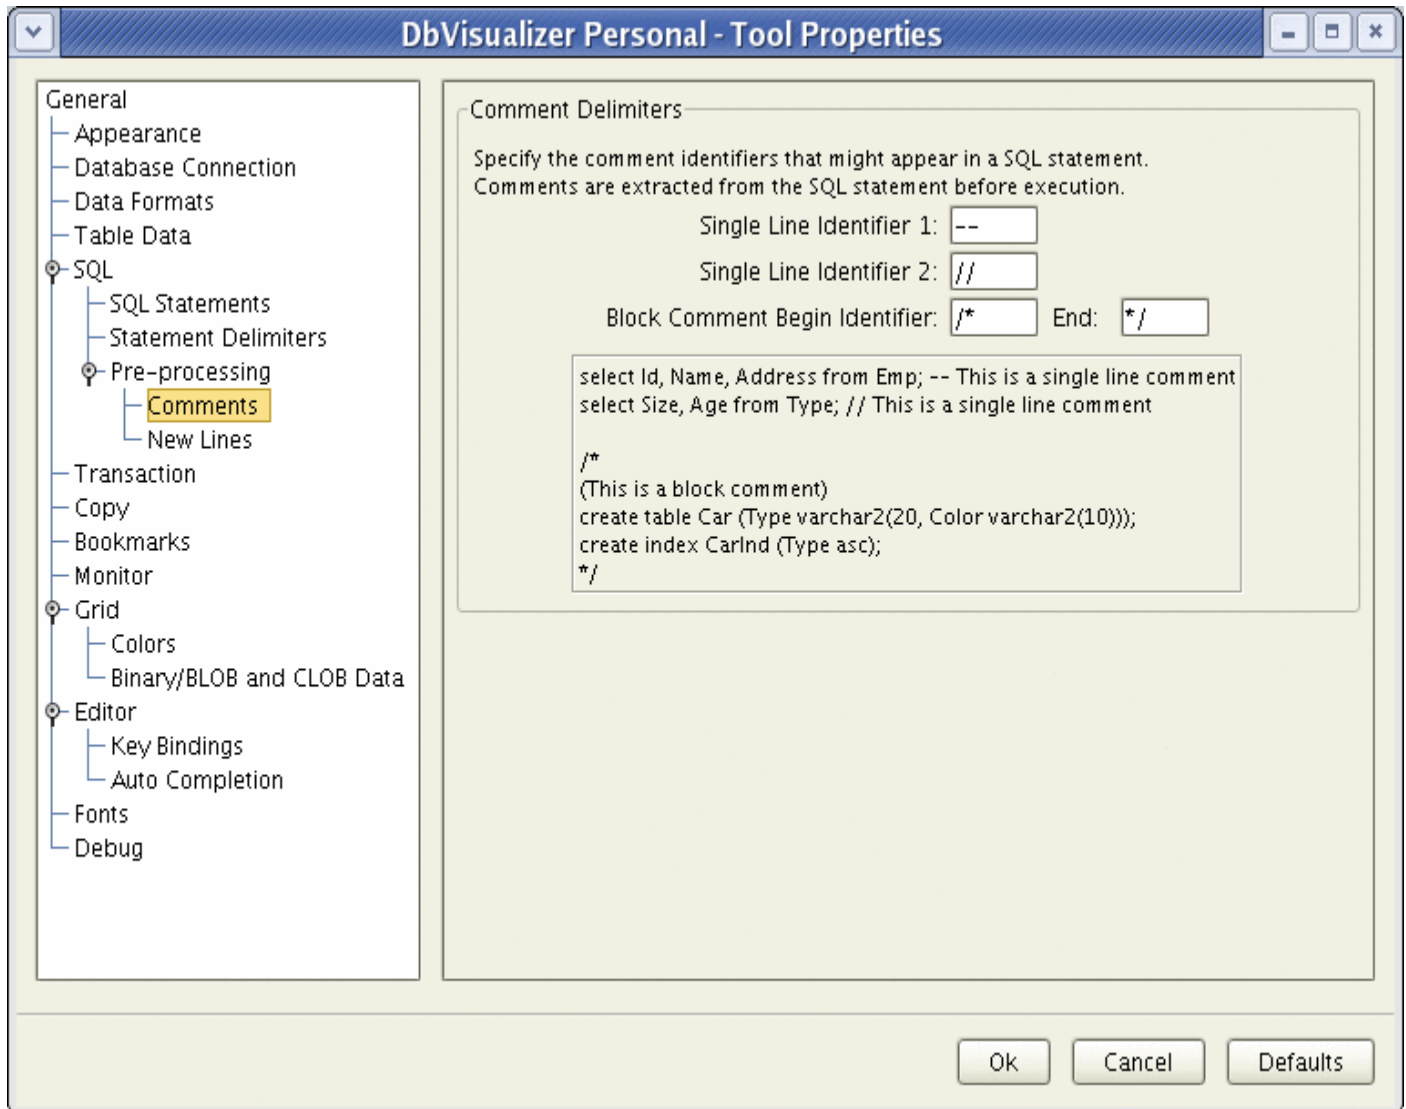 DbVisualizer Personal - Tool Properties
General
Appearance
Database Connection
Data Formats
Table Data
SQL
SQL Statements
Statement Delimiters
Pre-processing
Comments
New Lines
Transaction
Copy
Bookmarks
Monitor
Grid
Colors
Binary/BLOB and CLOB Data
Editor
Key Bindings
Auto Completion
Fonts
Debug
Comment Delimiters
Specify the comment identifiers that might appear in a SQL statement.
Comments are extracted from the SQL statement before execution.
Single Line Identifier 1: --
Single Line Identifier 2: //
Block Comment Begin Identifier: /* End: */
select Id, Name, Address from Emp; -- This is a single line comment
select Size, Age from Type; // This is a single line comment
/*
(This is a block comment)
create table Car (Type varchar2(20, Color varchar2(10)));
create index CarInd (Type asc);
*/
Ok Cancel Defaults